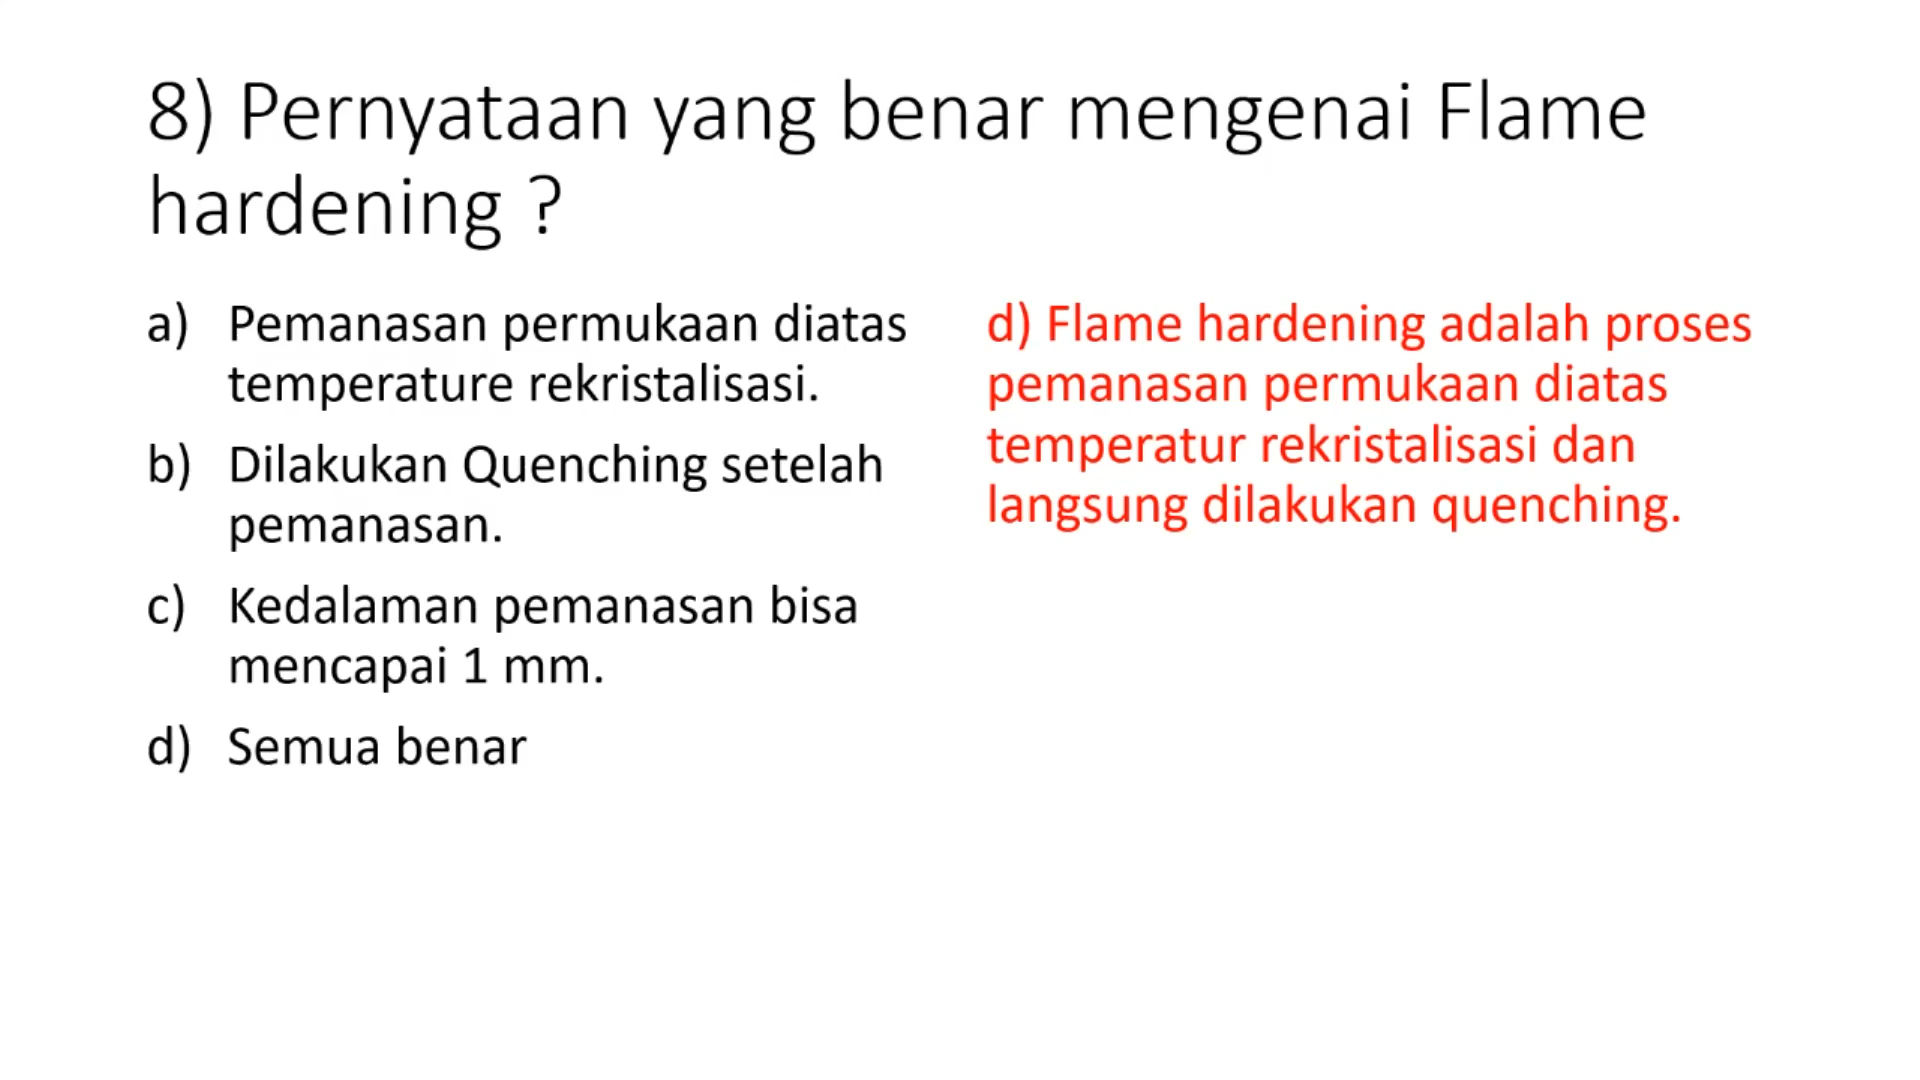 8) Pernyataan yang benar mengenai Flame
hardening ?
a) Pemanasan permukaan diatas
temperature rekristalisasi.
b) Dilakukan Quenching setelah
pemanasan.
c) Kedalaman pemanasan bisa
mencapai 1 mm.
d) Semua benar
d) Flame hardening adalah proses
pemanasan permukaan diatas
temperatur rekristalisasi dan
langsung dilakukan quenching.